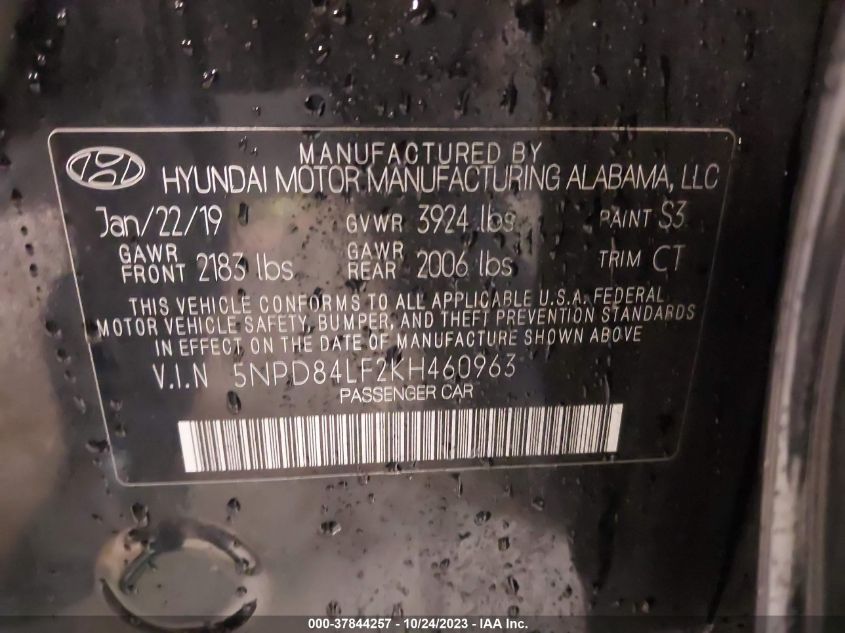 MANUFACTURED BY
HYUNDAI MOTOR MANUFACTURING ALABAMA, LLC
Jan/22/19 GVWR 3924 lbs PAINT S3
GAWR FRONT 2183 lbs GAWR REAR 2006 lbs TRIM CT
THIS VEHICLE CONFORMS TO ALL APPLICABLE U.S.A. FEDERAL
MOTOR VEHICLE SAFETY, BUMPER, AND THEFT PREVENTION STANDARDS
IN EFFECT ON THE DATE OF MANUFACTURE SHOWN ABOVE
V.I.N 5NPD84LF2KH460963
PASSENGER CAR
000-37844257 - 10/24/2023 - IAA Inc.